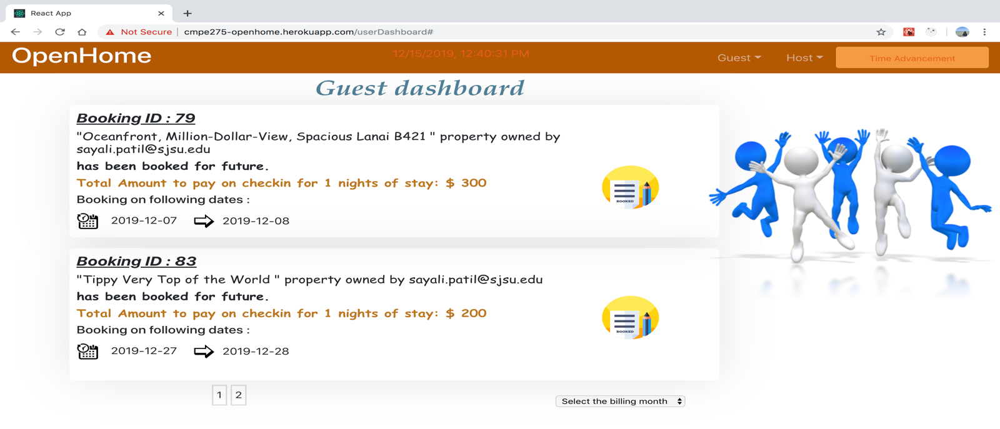 React App
Not Secure | cmpe275-openhome.herokuapp.com/userDashboard#
OpenHome
12/15/2019, 12:40:31 PM
Guest
Host
Time Advancement
Guest dashboard
Booking ID : 79
"Oceanfront, Million-Dollar-View, Spacious Lanai B421 " property owned by
sayali.patil@sjsu.edu
has been booked for future.
Total Amount to pay on checkin for 1 nights of stay: $ 300
BOOKED
Booking on following dates :
2019-12-07 2019-12-08
Booking ID : 83
"Tippy Very Top of the World " property owned by sayali.patil@sjsu.edu
has been booked for future.
Total Amount to pay on checkin for 1 nights of stay: $ 200
BOOKED
Booking on following dates :
2019-12-27 2019-12-28
1 2
Select the billing month